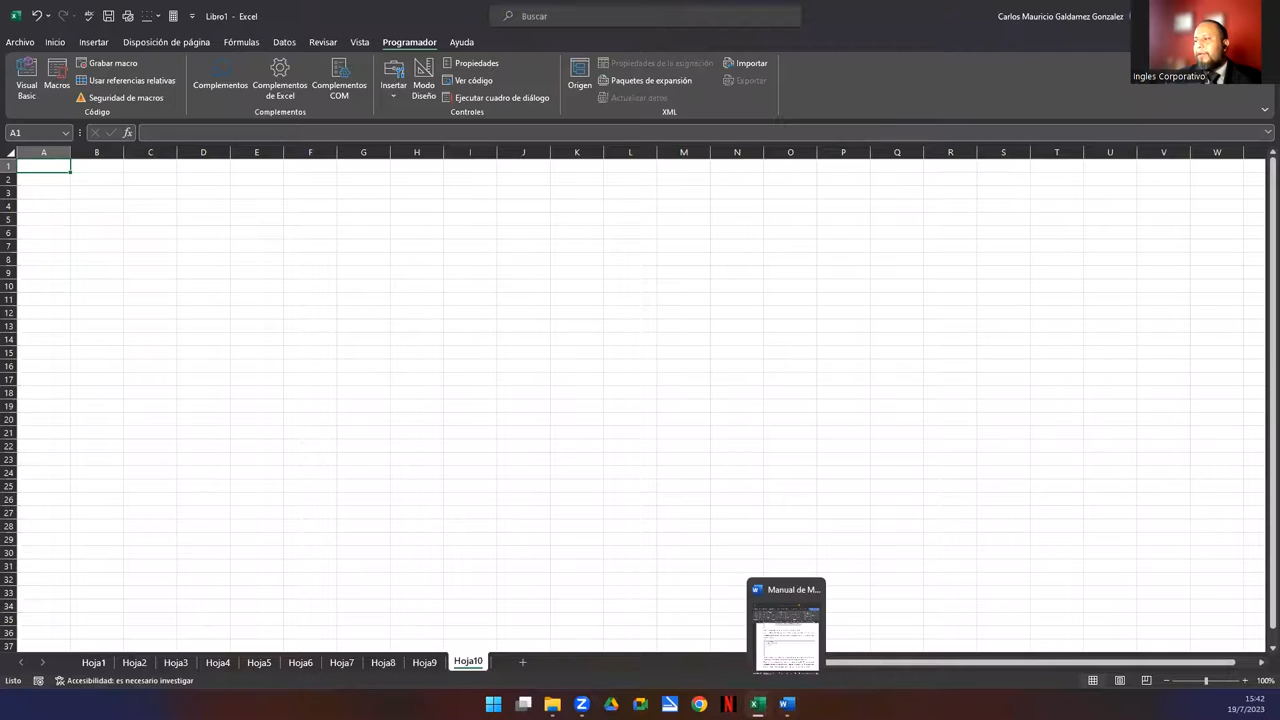 Libro1 - Excel
Buscar
Carlos Mauricio Galdamez Gonzalez
Archivo Inicio Insertar Disposición de página Fórmulas Datos Revisar Vista Programador Ayuda
Visual Basic
Macros
Grabar macro
Usar referencias relativas
Seguridad de macros
Código
Complementos
Complementos de Excel
Complementos COM
Complementos
Insertar
Modo Diseño
Propiedades
Ver código
Ejecutar cuadro de diálogo
Controles
Origen
Propiedades de la asignación
Paquetes de expansión
Actualizar datos
Importar
Exportar
XML
Ingles Corporativo
A1
fx
A B C D E F G H I J K L M N O P Q R S T U V W
1
2
3
4
5
6
7
8
9
10
11
12
13
14
15
16
17
18
19
20
21
22
23
24
25
26
27
28
29
30
31
32
33
34
35
36
37
Manual de M...
Hoja3 Hoja4 Hoja8 Hoja9 Hoja10
Listo
es necesario investigar
100%
15:42
19/7/2023